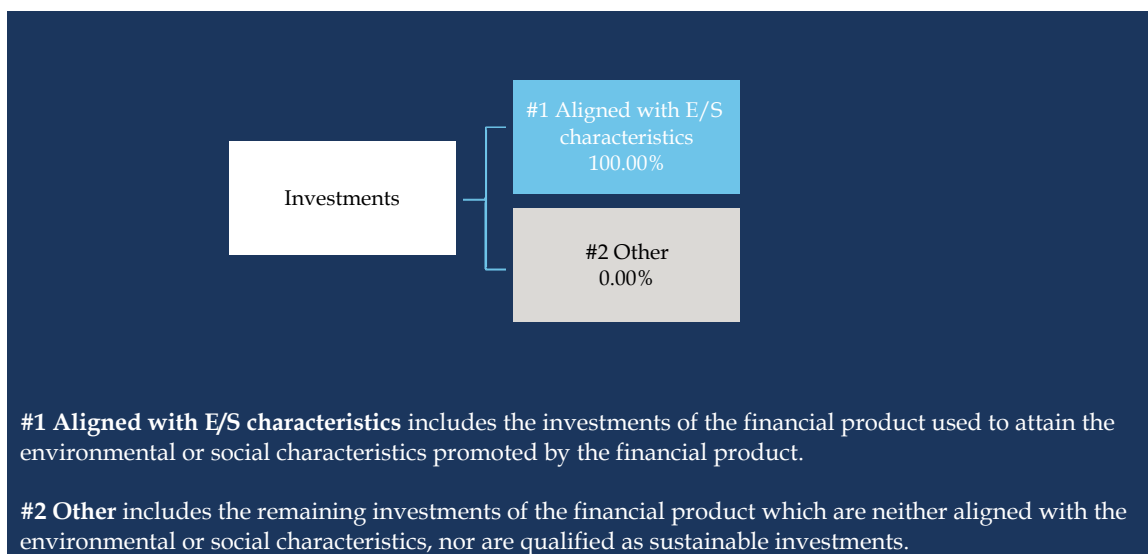 #1 Aligned with E/S
characteristics
100.00%
Investments
#2 Other
0.00%
#1 Aligned with E/S characteristics includes the investments of the financial product used to attain the
environmental or social characteristics promoted by the financial product.
#2 Other includes the remaining investments of the financial product which are neither aligned with the
environmental or social characteristics, nor are qualified as sustainable investments.